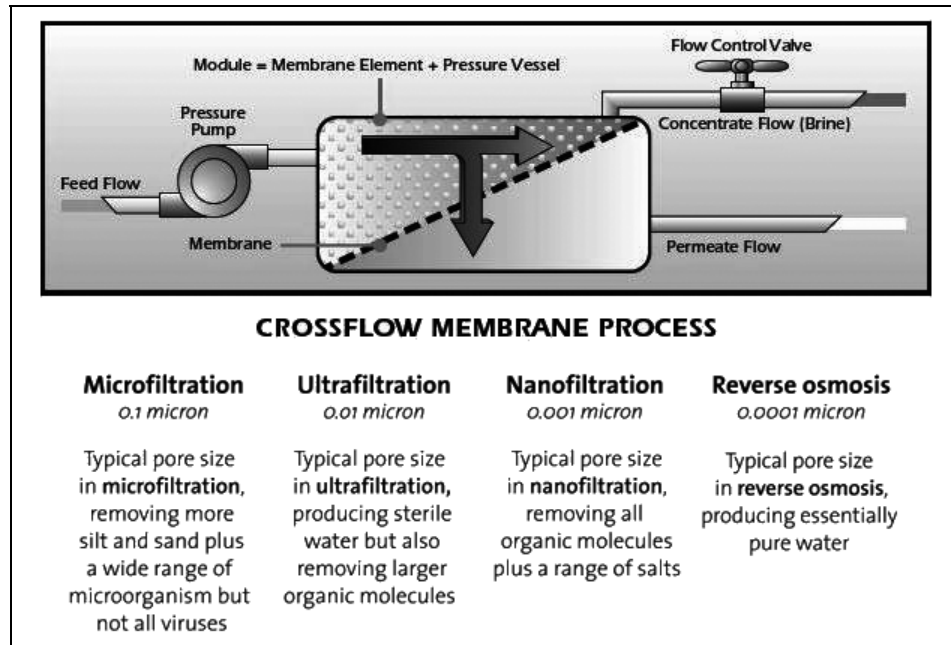 Flow Control Valve
Module = Membrane Element + Pressure Vessel
Pressure
Pump
Concentrate Flow (Brine)
Feed Flow
Membrane
Permeate Flow
CROSSFLOW MEMBRANE PROCESS
Microfiltration
0.1 micron
Typical pore size
in microfiltration,
removing more
silt and sand plus
a wide range of
microorganism but
not all viruses
Ultrafiltration
0.01 micron
Typical pore size
in ultrafiltration,
producing sterile
water but also
removing larger
organic molecules
Nanofiltration
0.001 micron
Typical pore size
in nanofiltration,
removing all
organic molecules
plus a range of salts
Reverse osmosis
0.0001 micron
Typical pore size
in reverse osmosis,
producing essentially
pure water